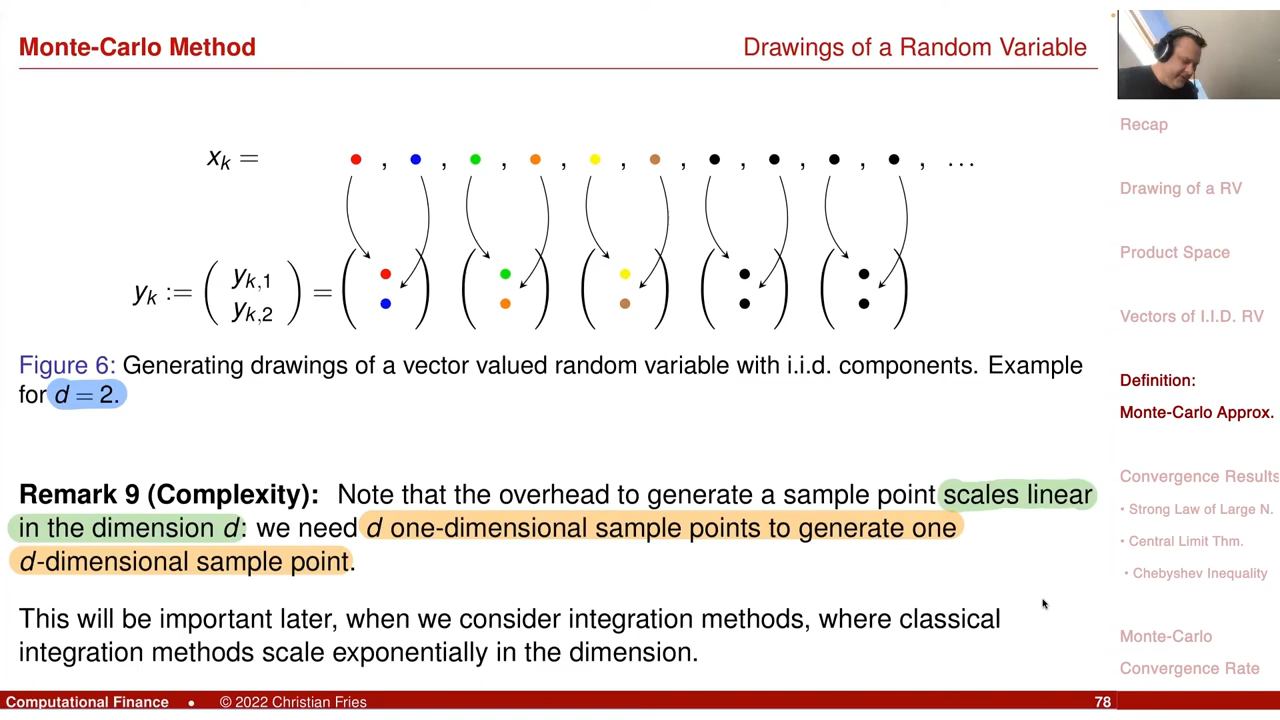 Monte-Carlo Method
Drawings of a Random Variable
x_k = , , , , , , , , , , ...
y_k := ( y_{k,1} y_{k,2} ) =
Figure 6: Generating drawings of a vector valued random variable with i.i.d. components. Example
for d = 2.
Remark 9 (Complexity): Note that the overhead to generate a sample point scales linear
in the dimension d: we need d one-dimensional sample points to generate one
d-dimensional sample point.
This will be important later, when we consider integration methods, where classical
integration methods scale exponentially in the dimension.
Recap
Drawing of a RV
Product Space
Vectors of I.I.D. RV
Definition:
Monte-Carlo Approx.
Convergence Results
• Strong Law of Large N.
• Central Limit Thm.
• Chebyshev Inequality
Monte-Carlo
Convergence Rate
Computational Finance • © 2022 Christian Fries
78